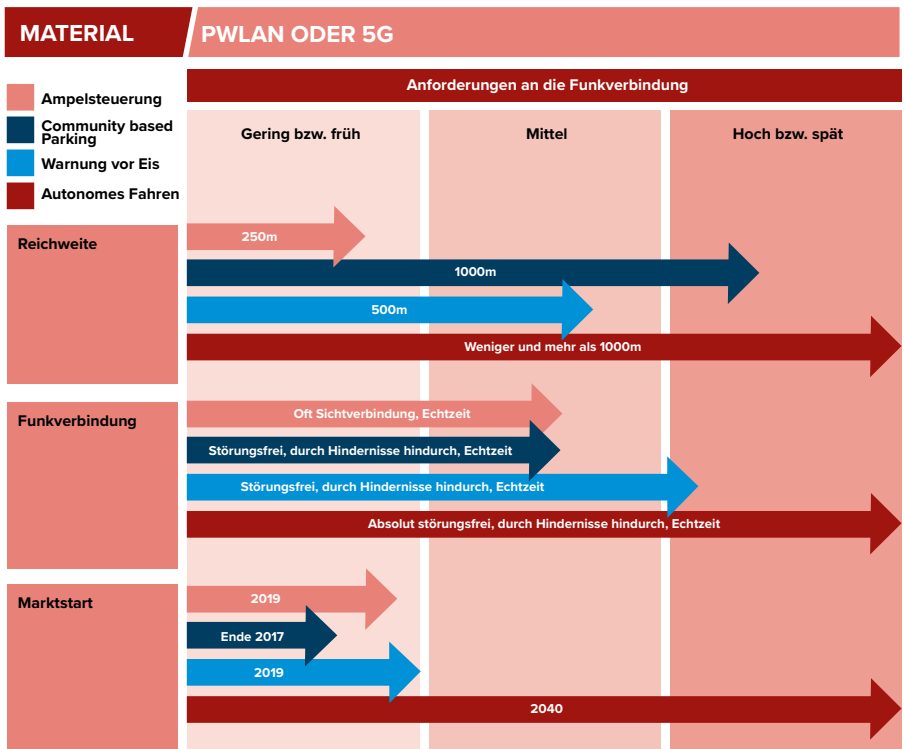 MATERIAL
PWLAN ODER 5G
Anforderungen an die Funkverbindung
Ampelsteuerung
Community based
Parking
Warnung vor Eis
Autonomes Fahren
Gering bzw. früh
Mittel
Hoch bzw. spät
Reichweite
250m
1000m
500m
Weniger und mehr als 1000m
Funkverbindung
Oft Sichtverbindung, Echtzeit
Störungsfrei, durch Hindernisse hindurch, Echtzeit
Störungsfrei, durch Hindernisse hindurch, Echtzeit
Absolut störungsfrei, durch Hindernisse hindurch, Echtzeit
Marktstart
2019
Ende 2017
2019
2040